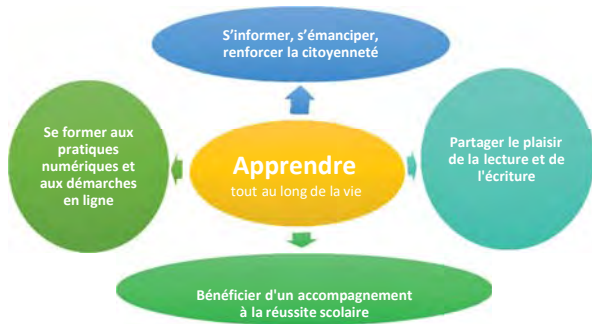 S’informer, s’émanciper,
renforcer la citoyenneté
Se former aux
pratiques
numériques et
aux démarches
en ligne
Apprendre
tout au long de la vie
Partager le plaisir
de la lecture et de
l'écriture
Bénéficier d'un accompagnement
à la réussite scolaire